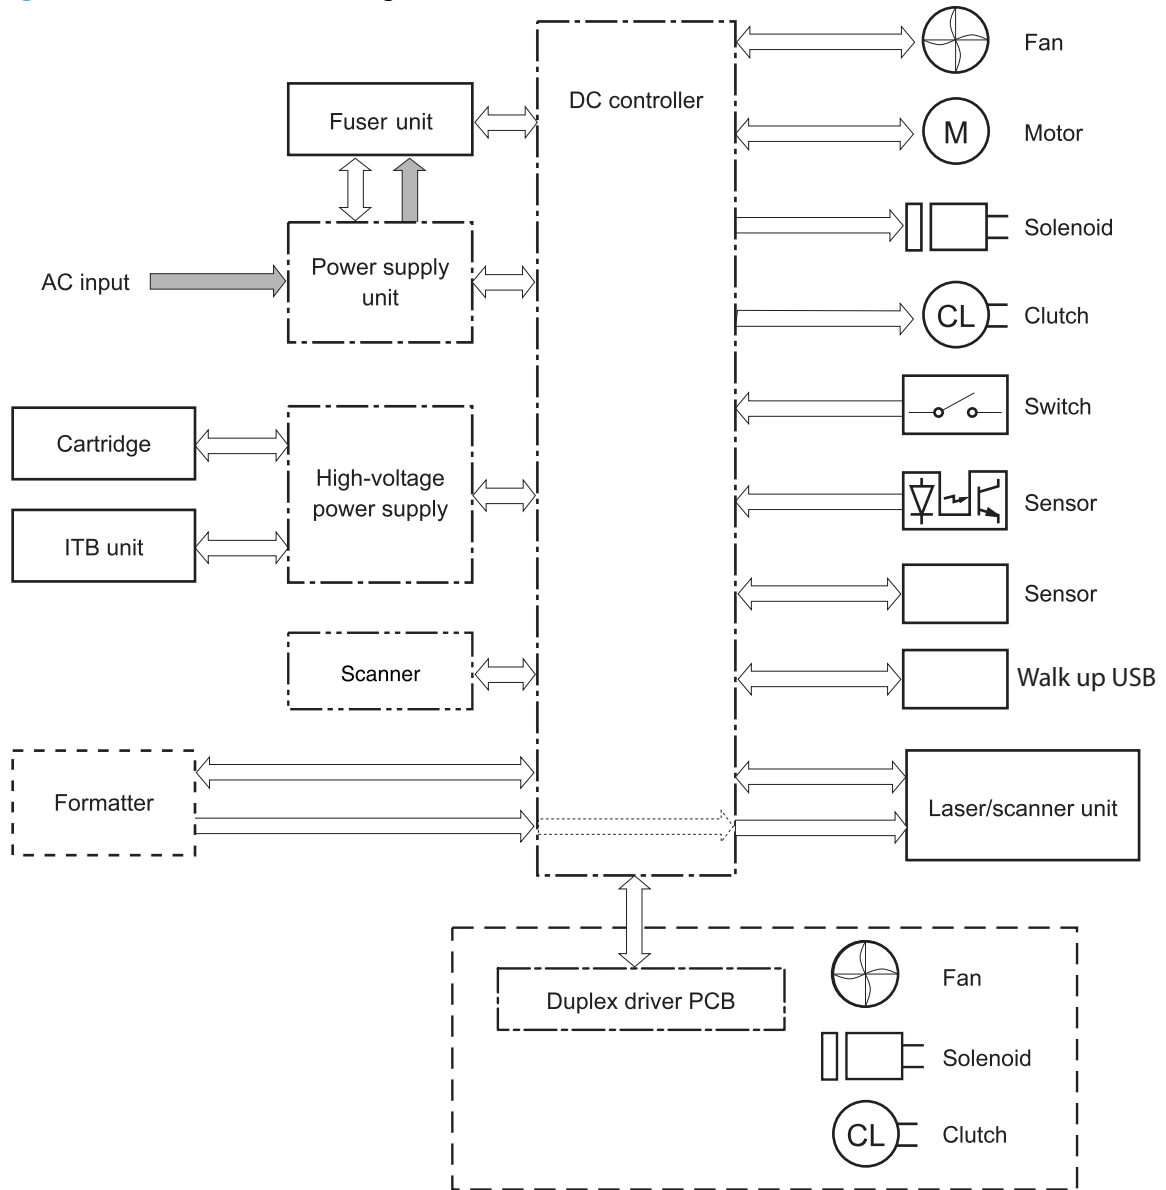 DC controller
Fan
Fuser unit
Motor
M
Solenoid
AC input
Power supply
unit
CL
Clutch
Switch
Cartridge
High-voltage
power supply
ITB unit
Sensor
Sensor
Scanner
Walk up USB
Formatter
Laser/scanner unit
Duplex driver PCB
Fan
Solenoid
CL
Clutch